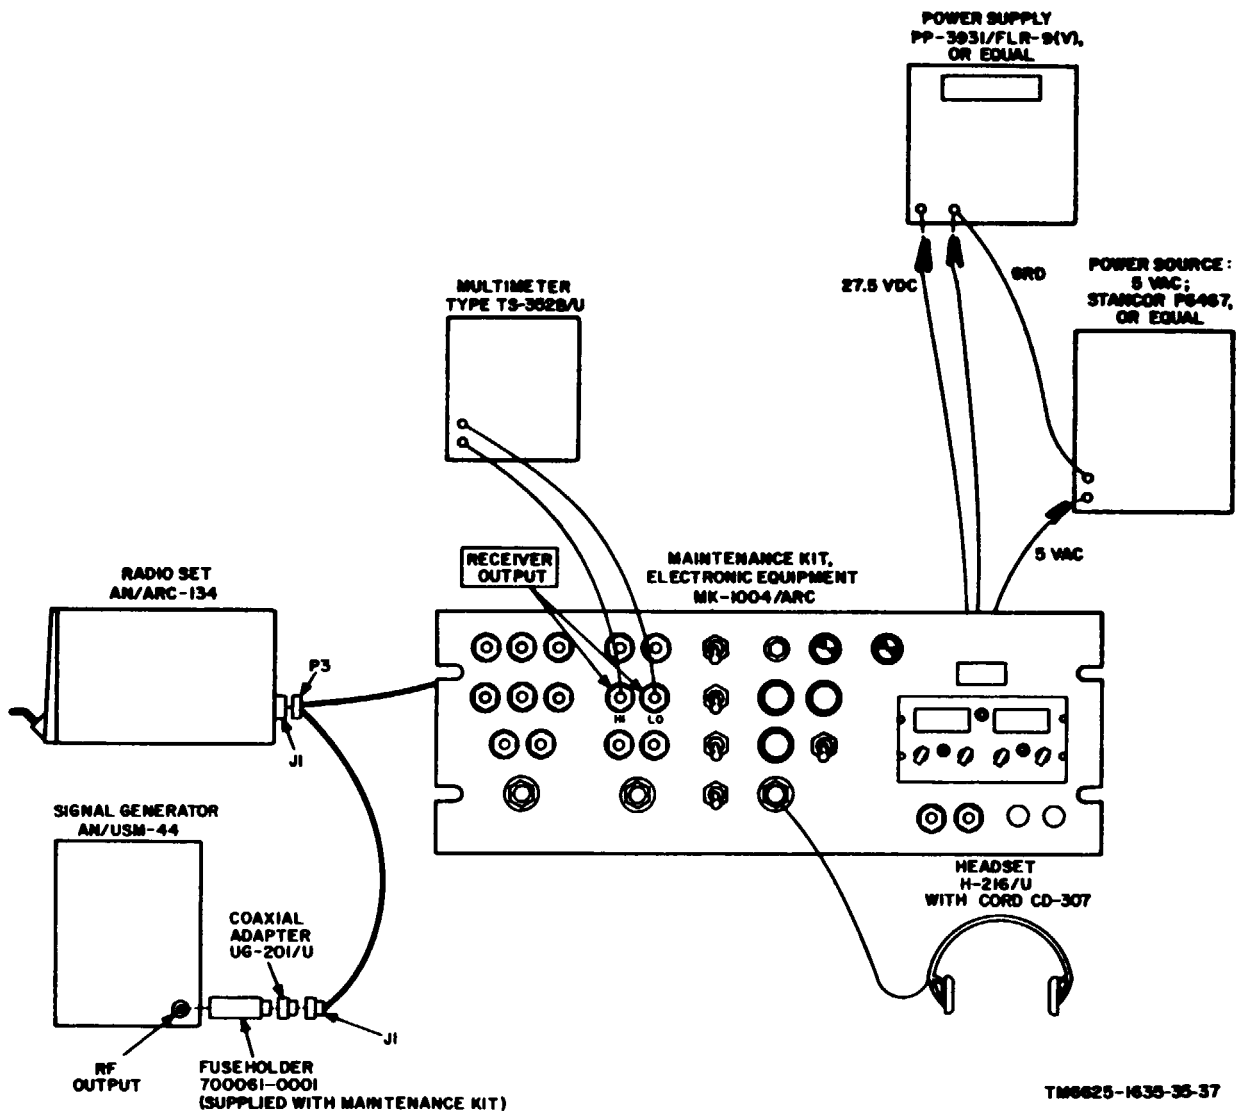 POWER SUPPLY
PP-3931/FLR-9(V),
OR EQUAL
27.5 VDC
GRD
POWER SOURCE:
5 VAC;
STANCOR P6467,
OR EQUAL
5 VAC
MULTIMETER
TYPE TS-352B/U
RECEIVER
OUTPUT
MAINTENANCE KIT,
ELECTRONIC EQUIPMENT
MK-1004/ARC
RADIO SET
AN/ARC-134
P3
J1
HI LO
SIGNAL GENERATOR
AN/USM-44
COAXIAL
ADAPTER
UG-201/U
J1
RF
OUTPUT
FUSEHOLDER
700061-0001
(SUPPLIED WITH MAINTENANCE KIT)
HEADSET
H-216/U
WITH CORD CD-307
TM6625-1635-35-37